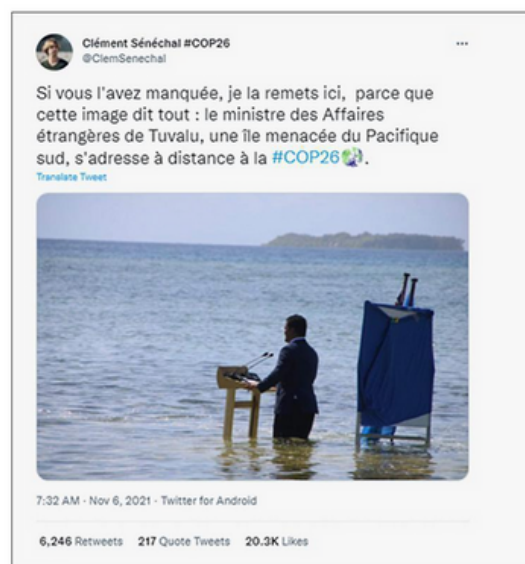 Clément Sénéchal #COP26
@ClemSenechal
Si vous l'avez manquée, je la remets ici, parce que
cette image dit tout : le ministre des Affaires
étrangères de Tuvalu, une île menacée du Pacifique
sud, s'adresse à distance à la #COP26.
Translate Tweet
7:32 AM · Nov 6, 2021 · Twitter for Android
6,246 Retweets 217 Quote Tweets 20.3K Likes